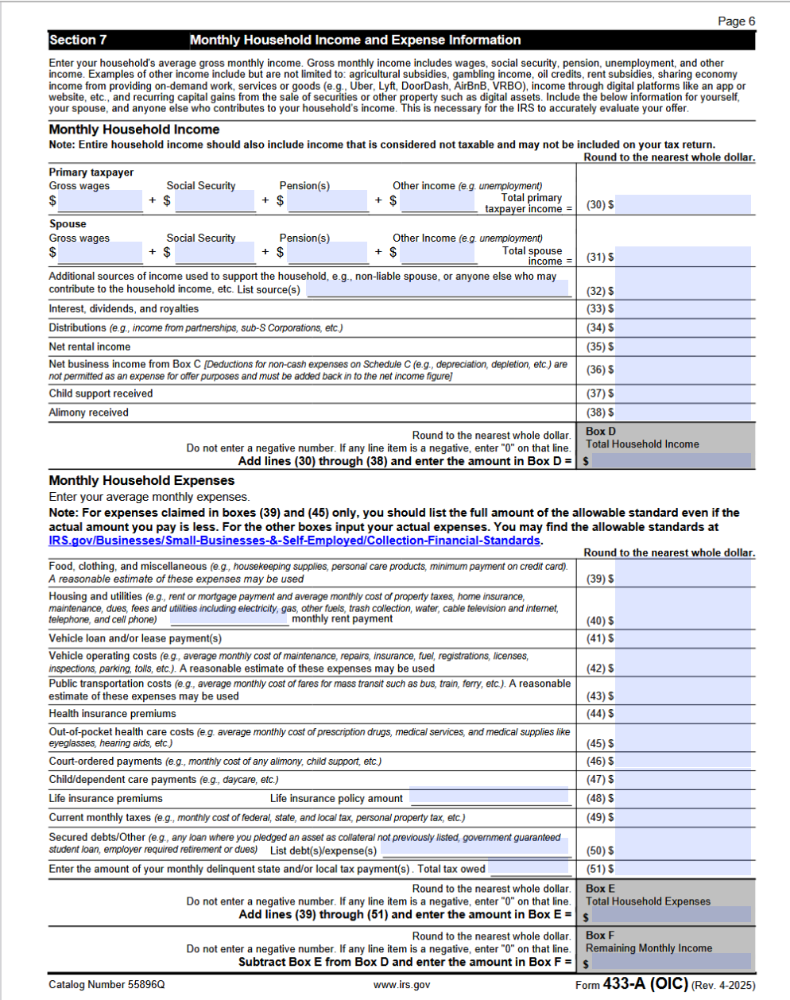 Page 6
Section 7 Monthly Household Income and Expense Information
Enter your household's average gross monthly income. Gross monthly income includes wages, social security, pension, unemployment, and other
income. Examples of other income include but are not limited to: agricultural subsidies, gambling income, oil credits, rent subsidies, sharing economy
income from providing on-demand work, services or goods (e.g., Uber, Lyft, DoorDash, AirBnB, VRBO), income through digital platforms like an app or
website, etc., and recurring capital gains from the sale of securities or other property such as digital assets. Include the below information for yourself,
your spouse, and anyone else who contributes to your household's income. This is necessary for the IRS to accurately evaluate your offer.
Monthly Household Income
Note: Entire household income should also include income that is considered not taxable and may not be included on your tax return.
Round to the nearest whole dollar.
Primary taxpayer
Gross wages Social Security Pension(s) Other income (e.g. unemployment)
$ + $ + $ + $ Total primary taxpayer income = (30) $
Spouse
Gross wages Social Security Pension(s) Other Income (e.g. unemployment)
$ + $ + $ + $ Total spouse income = (31) $
Additional sources of income used to support the household, e.g., non-liable spouse, or anyone else who may
contribute to the household income, etc. List source(s) (32) $
Interest, dividends, and royalties (33) $
Distributions (e.g., income from partnerships, sub-S Corporations, etc.) (34) $
Net rental income (35) $
Net business income from Box C [Deductions for non-cash expenses on Schedule C (e.g., depreciation, depletion, etc.) are
not permitted as an expense for offer purposes and must be added back in to the net income figure] (36) $
Child support received (37) $
Alimony received (38) $
Round to the nearest whole dollar.
Do not enter a negative number. If any line item is a negative, enter "0" on that line.
Add lines (30) through (38) and enter the amount in Box D =
Box D
Total Household Income
$
Monthly Household Expenses
Enter your average monthly expenses.
Note: For expenses claimed in boxes (39) and (45) only, you should list the full amount of the allowable standard even if the
actual amount you pay is less. For the other boxes input your actual expenses. You may find the allowable standards at
IRS.gov/Businesses/Small-Businesses-&-Self-Employed/Collection-Financial-Standards.
Round to the nearest whole dollar.
Food, clothing, and miscellaneous (e.g., housekeeping supplies, personal care products, minimum payment on credit card).
A reasonable estimate of these expenses may be used (39) $
Housing and utilities (e.g., rent or mortgage payment and average monthly cost of property taxes, home insurance,
maintenance, dues, fees and utilities including electricity, gas, other fuels, trash collection, water, cable television and internet,
telephone, and cell phone) monthly rent payment (40) $
Vehicle loan and/or lease payment(s) (41) $
Vehicle operating costs (e.g., average monthly cost of maintenance, repairs, insurance, fuel, registrations, licenses,
inspections, parking, tolls, etc.). A reasonable estimate of these expenses may be used (42) $
Public transportation costs (e.g., average monthly cost of fares for mass transit such as bus, train, ferry, etc.). A reasonable
estimate of these expenses may be used (43) $
Health insurance premiums (44) $
Out-of-pocket health care costs (e.g. average monthly cost of prescription drugs, medical services, and medical supplies like
eyeglasses, hearing aids, etc.) (45) $
Court-ordered payments (e.g., monthly cost of any alimony, child support, etc.) (46) $
Child/dependent care payments (e.g., daycare, etc.) (47) $
Life insurance premiums Life insurance policy amount (48) $
Current monthly taxes (e.g., monthly cost of federal, state, and local tax, personal property tax, etc.) (49) $
Secured debts/Other (e.g., any loan where you pledged an asset as collateral not previously listed, government guaranteed
student loan, employer required retirement or dues) List debt(s)/expense(s) (50) $
Enter the amount of your monthly delinquent state and/or local tax payment(s) . Total tax owed (51) $
Round to the nearest whole dollar.
Do not enter a negative number. If any line item is a negative, enter "0" on that line.
Add lines (39) through (51) and enter the amount in Box E =
Box E
Total Household Expenses
$
Round to the nearest whole dollar.
Do not enter a negative number. If any line item is a negative, enter "0" on that line.
Subtract Box E from Box D and enter the amount in Box F =
Box F
Remaining Monthly Income
$
Catalog Number 55896Q www.irs.gov Form 433-A (OIC) (Rev. 4-2025)